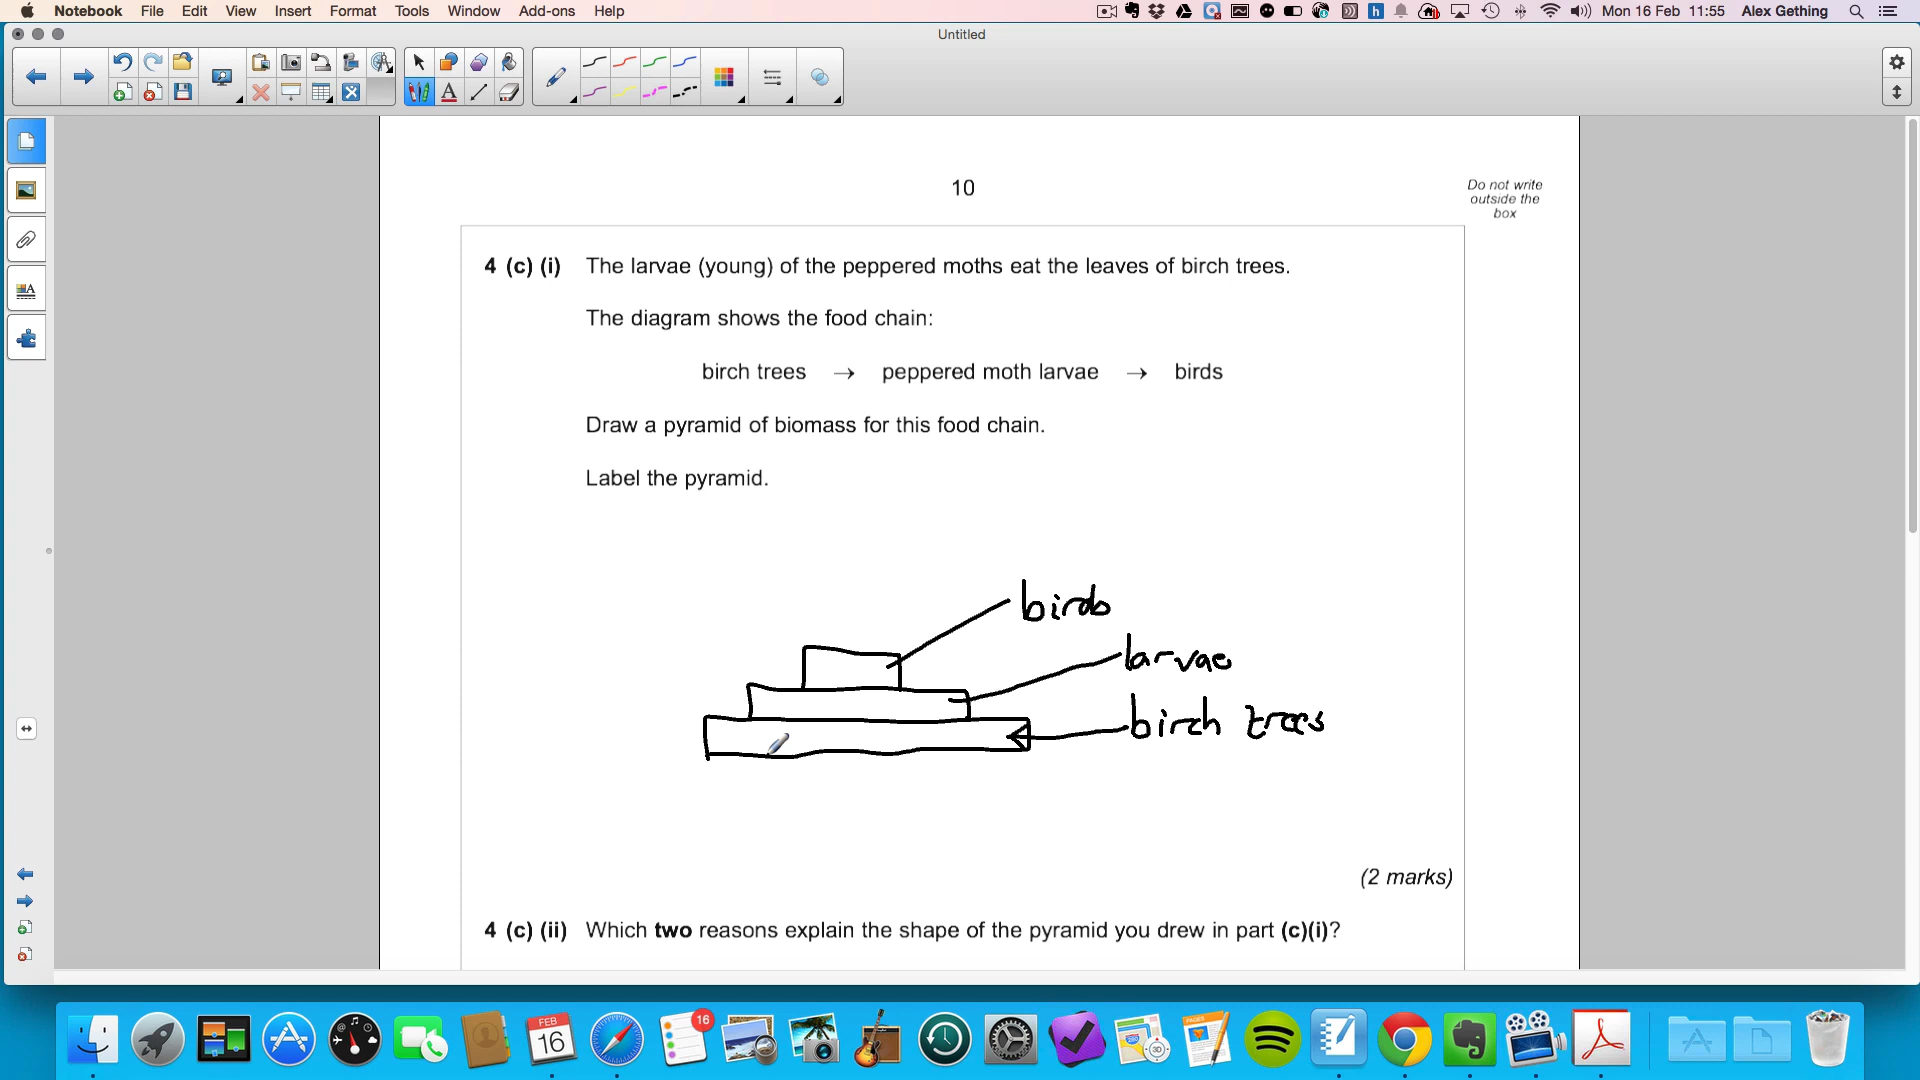 Notebook File Edit View Insert Format Tools Window Add-ons Help Mon 16 Feb 11:55 Alex Gething
Untitled
10
Do not write
outside the
box
4 (c) (i) The larvae (young) of the peppered moths eat the leaves of birch trees.
The diagram shows the food chain:
birch trees → peppered moth larvae → birds
Draw a pyramid of biomass for this food chain.
Label the pyramid.
birds
larvae
birch trees
(2 marks)
4 (c) (ii) Which two reasons explain the shape of the pyramid you drew in part (c)(i)?
FEB
16
16